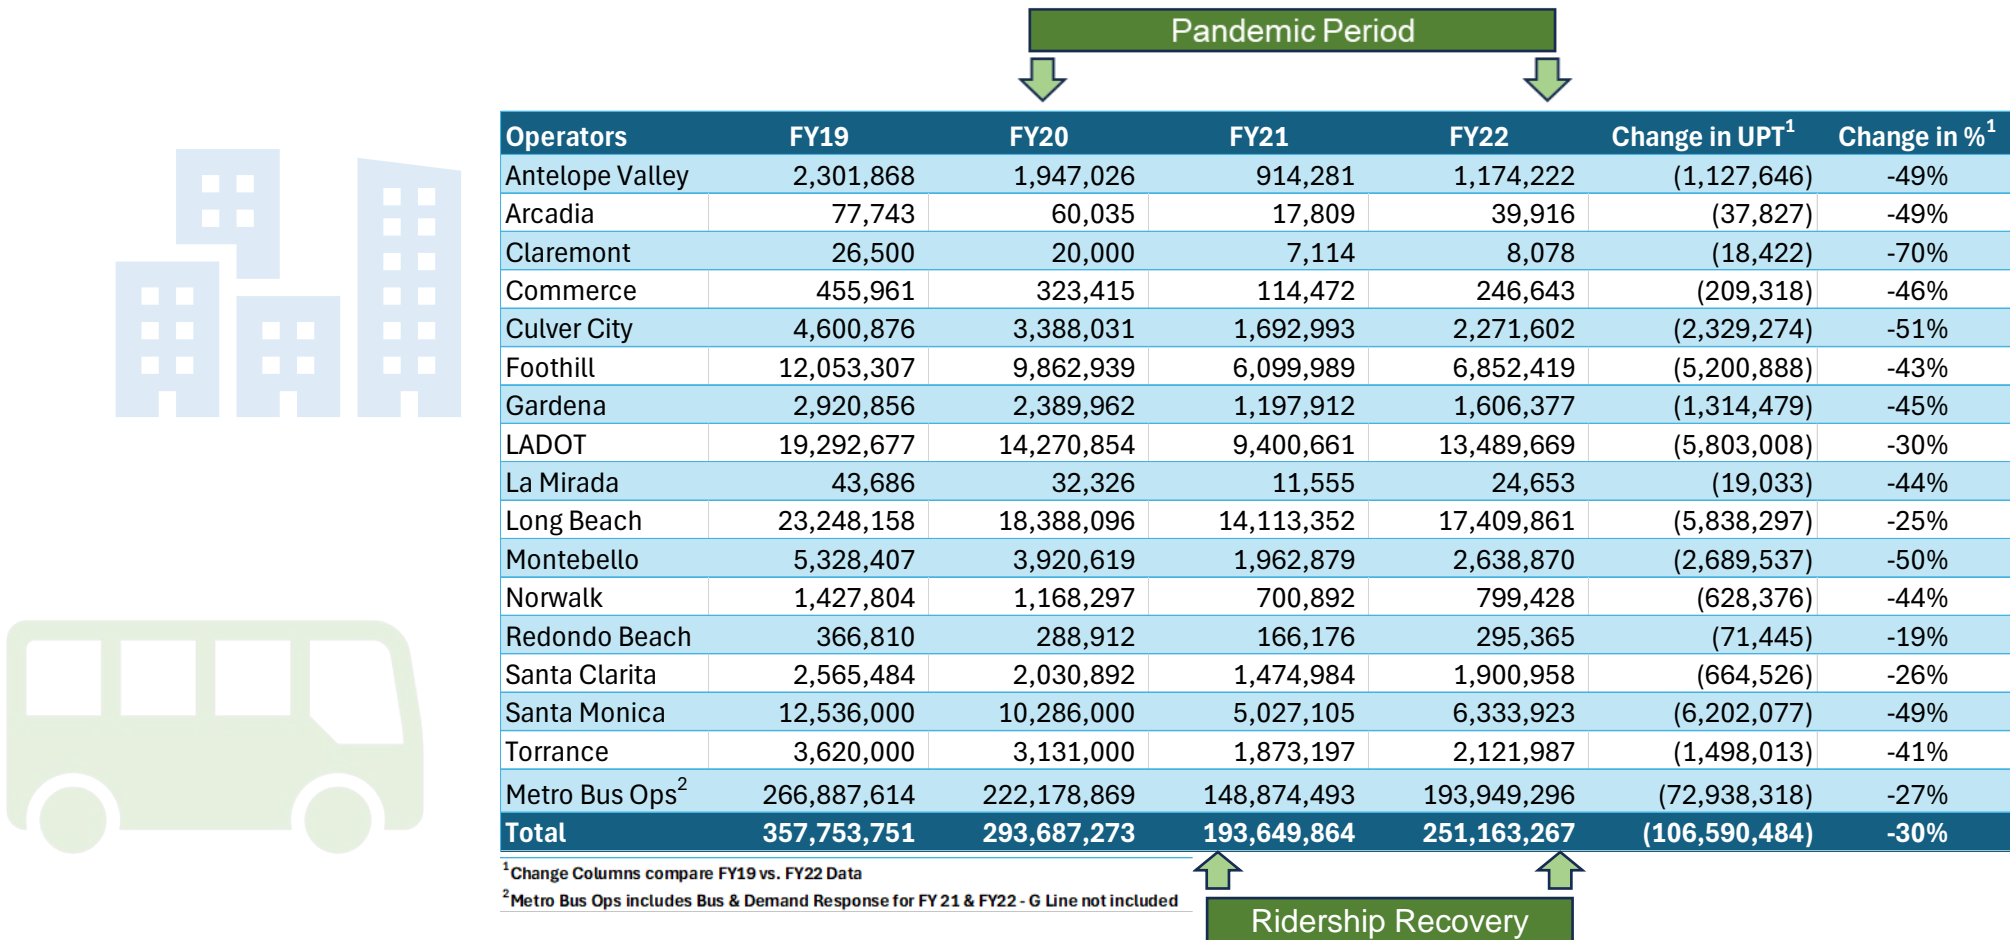 Pandemic Period
Operators FY19 FY20 FY21 FY22 Change in UPT¹ Change in %¹
Antelope Valley 2,301,868 1,947,026 914,281 1,174,222 (1,127,646) -49%
Arcadia 77,743 60,035 17,809 39,916 (37,827) -49%
Claremont 26,500 20,000 7,114 8,078 (18,422) -70%
Commerce 455,961 323,415 114,472 246,643 (209,318) -46%
Culver City 4,600,876 3,388,031 1,692,993 2,271,602 (2,329,274) -51%
Foothill 12,053,307 9,862,939 6,099,989 6,852,419 (5,200,888) -43%
Gardena 2,920,856 2,389,962 1,197,912 1,606,377 (1,314,479) -45%
LADOT 19,292,677 14,270,854 9,400,661 13,489,669 (5,803,008) -30%
La Mirada 43,686 32,326 11,555 24,653 (19,033) -44%
Long Beach 23,248,158 18,388,096 14,113,352 17,409,861 (5,838,297) -25%
Montebello 5,328,407 3,920,619 1,962,879 2,638,870 (2,689,537) -50%
Norwalk 1,427,804 1,168,297 700,892 799,428 (628,376) -44%
Redondo Beach 366,810 288,912 166,176 295,365 (71,445) -19%
Santa Clarita 2,565,484 2,030,892 1,474,984 1,900,958 (664,526) -26%
Santa Monica 12,536,000 10,286,000 5,027,105 6,333,923 (6,202,077) -49%
Torrance 3,620,000 3,131,000 1,873,197 2,121,987 (1,498,013) -41%
Metro Bus Ops² 266,887,614 222,178,869 148,874,493 193,949,296 (72,938,318) -27%
Total 357,753,751 293,687,273 193,649,864 251,163,267 (106,590,484) -30%
¹Change Columns compare FY19 vs. FY22 Data
²Metro Bus Ops includes Bus & Demand Response for FY 21 & FY22 - G Line not included
Ridership Recovery